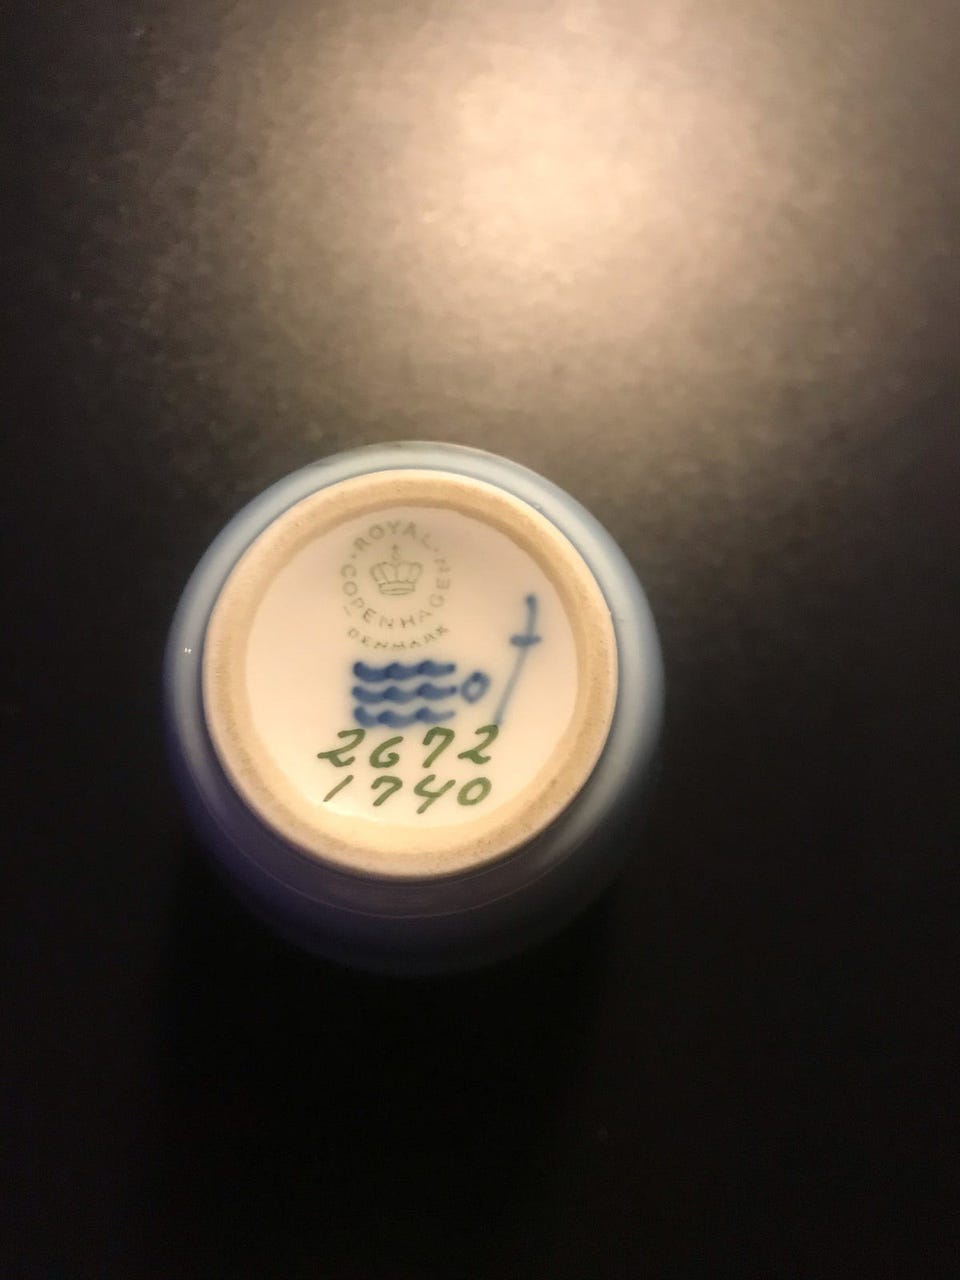 ROYAL
COPENHAGEN
DENMARK
2672
1740